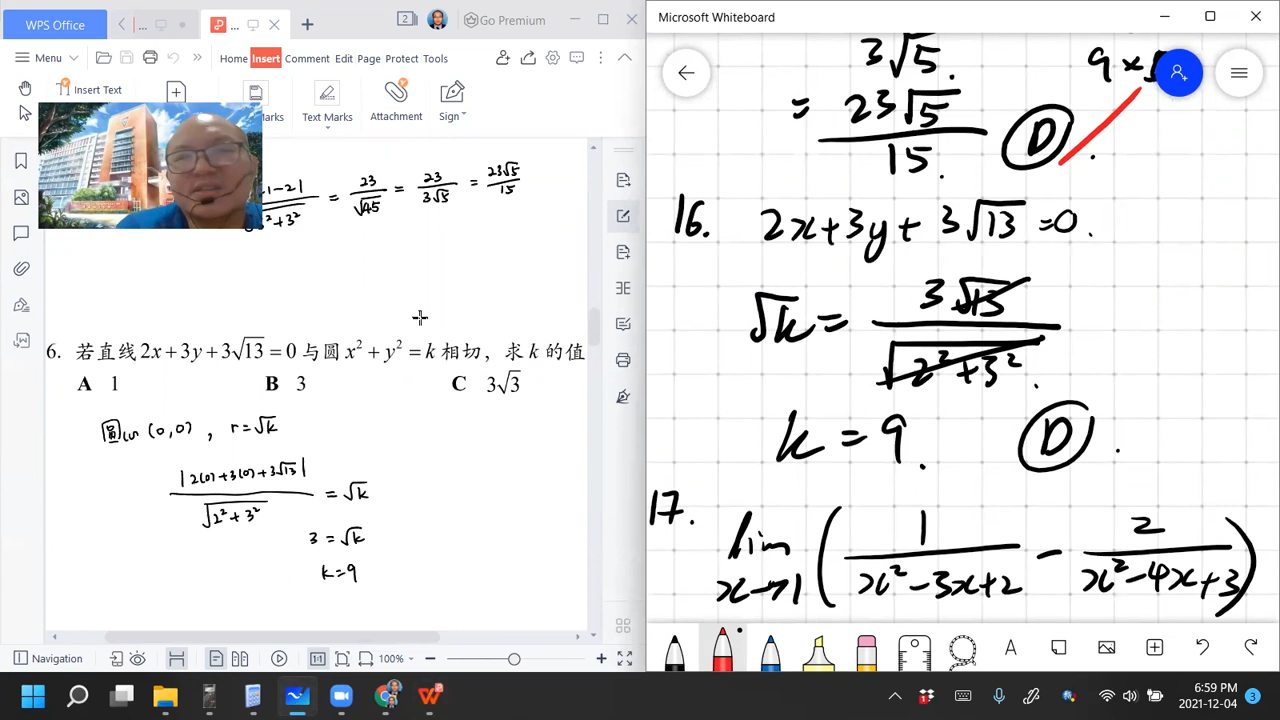 WPS Office
2
Go Premium
Menu
Home Insert Edit Page Protect Tools
Insert Text
Text Marks
Attachment
Sign
= 23/√45 = 23/3√5 = 23√5/15
6. 若直线 2x + 3y + 3√13 = 0 与圆 x² + y² = k 相切，求 k 的值
A 1 B 3 C 3√3
(0,0) , r = √k
|2(0) + 3(0) + 3√13| / √2² + 3² = √k
3 = √k
k = 9
Navigation
1:1
100%
Microsoft Whiteboard
3√5.
= 23√5 / 15. D .
16. 2x + 3y + 3√13 = 0.
√k = 3√13 / √2² + 3² .
k = 9. D .
17. lim x→1 ( 1 / x² - 3x + 2 - 2 / x² - 4x + 3 )
6:59 PM
2021-12-04
3